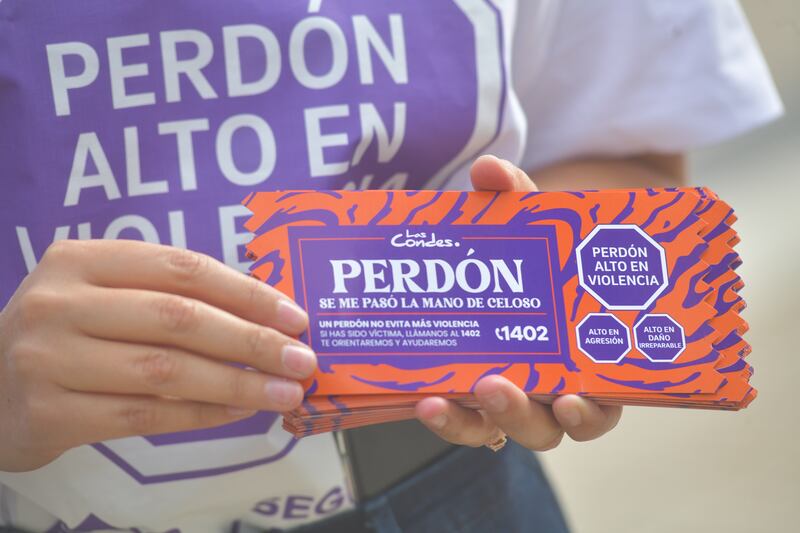 PERDÓN
ALTO EN
SEG
Las
Condes.
PERDÓN
SE ME PASÓ LA MANO DE CELOSO
UN PERDÓN NO EVITA MÁS VIOLENCIA
SI HAS SIDO VÍCTIMA, LLÁMANOS AL 1402
TE ORIENTAREMOS Y AYUDAREMOS
1402
PERDÓN
ALTO EN
VIOLENCIA
ALTO EN
AGRESIÓN
ALTO EN
DAÑO
IRREPARABLE